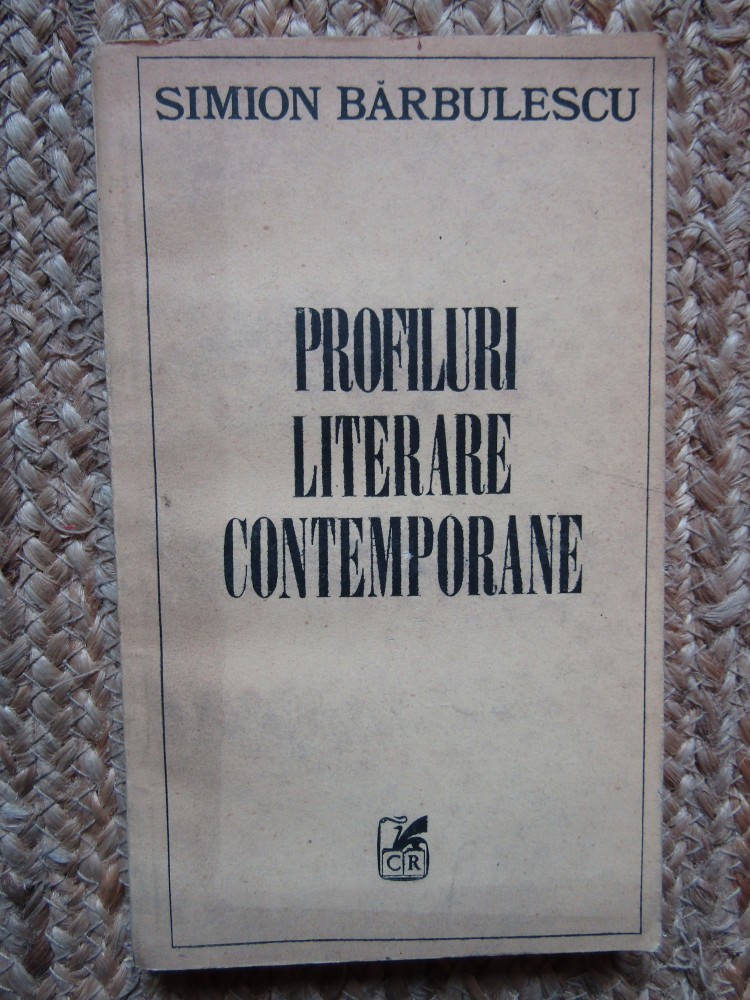 SIMION BĂRBULESCU
PROFILURI
LITERARE
CONTEMPORANE
CR